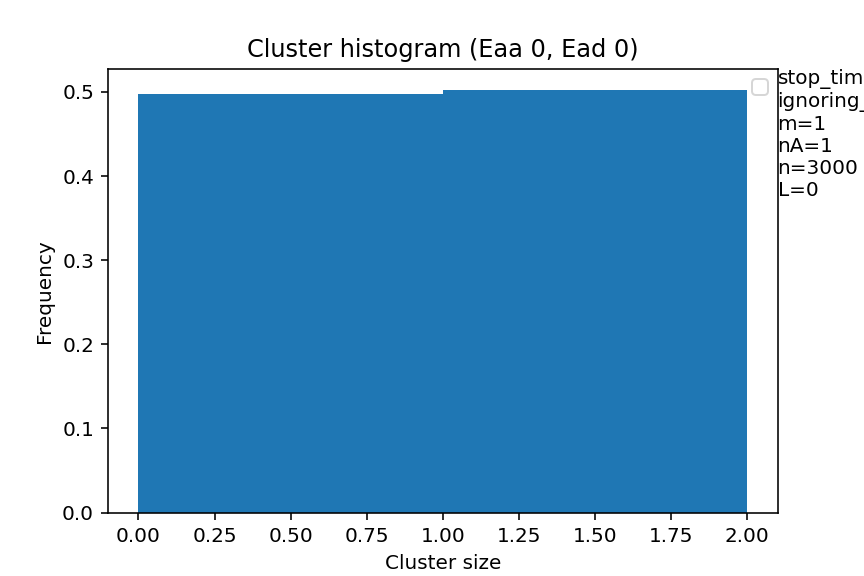 Cluster histogram (Eaa 0, Ead 0)
stop_tim
ignoring_
m=1
nA=1
n=3000
L=0
0.5
0.4
0.3
0.2
0.1
0.0
Frequency
0.00 0.25 0.50 0.75 1.00 1.25 1.50 1.75 2.00
Cluster size